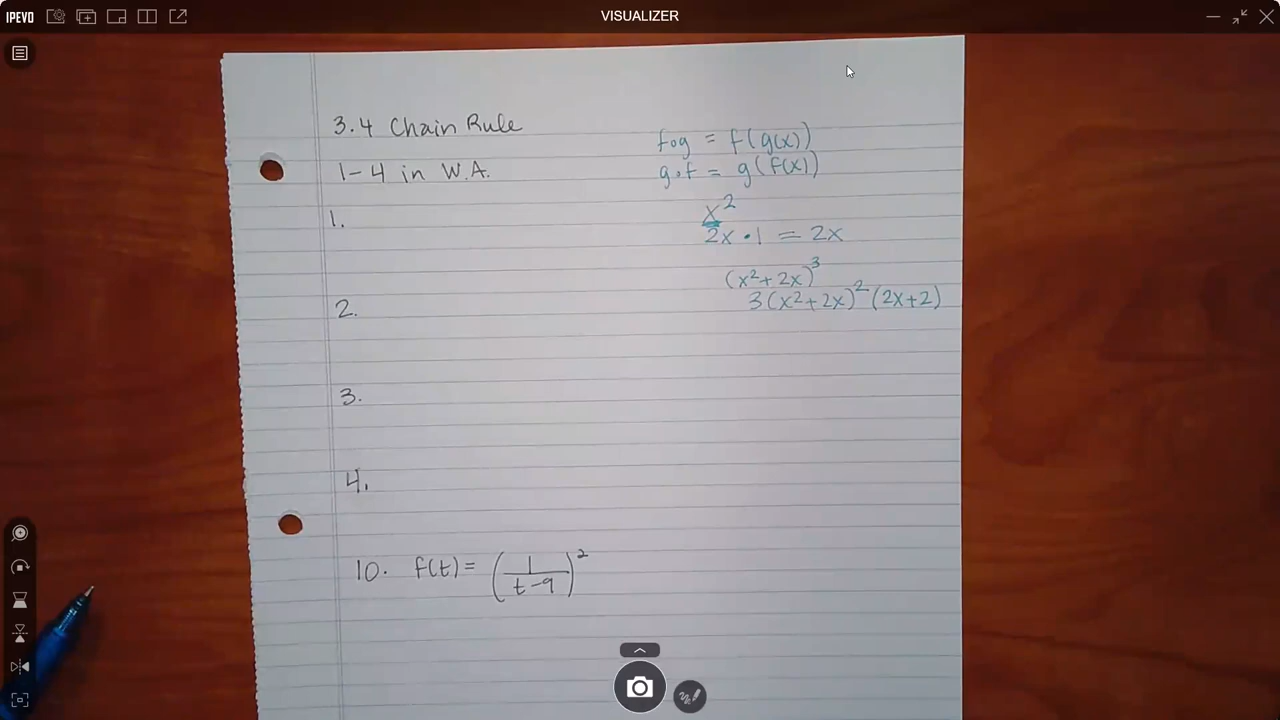 IPEVO
VISUALIZER
3.4 Chain Rule
1-4 in W.A.
1.
2.
3.
4.
10. f(t) = (1/(t-9))²
fog = f(g(x))
g∘f = g(f(x))
x²
2x • 1 = 2x
(x²+2x)³
3(x²+2x)²(2x+2)